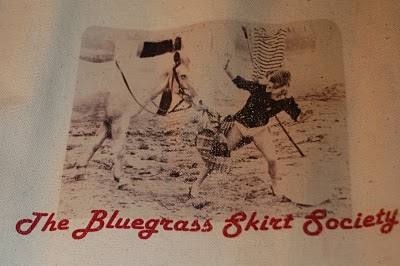 The Bluegrass Skirt Society